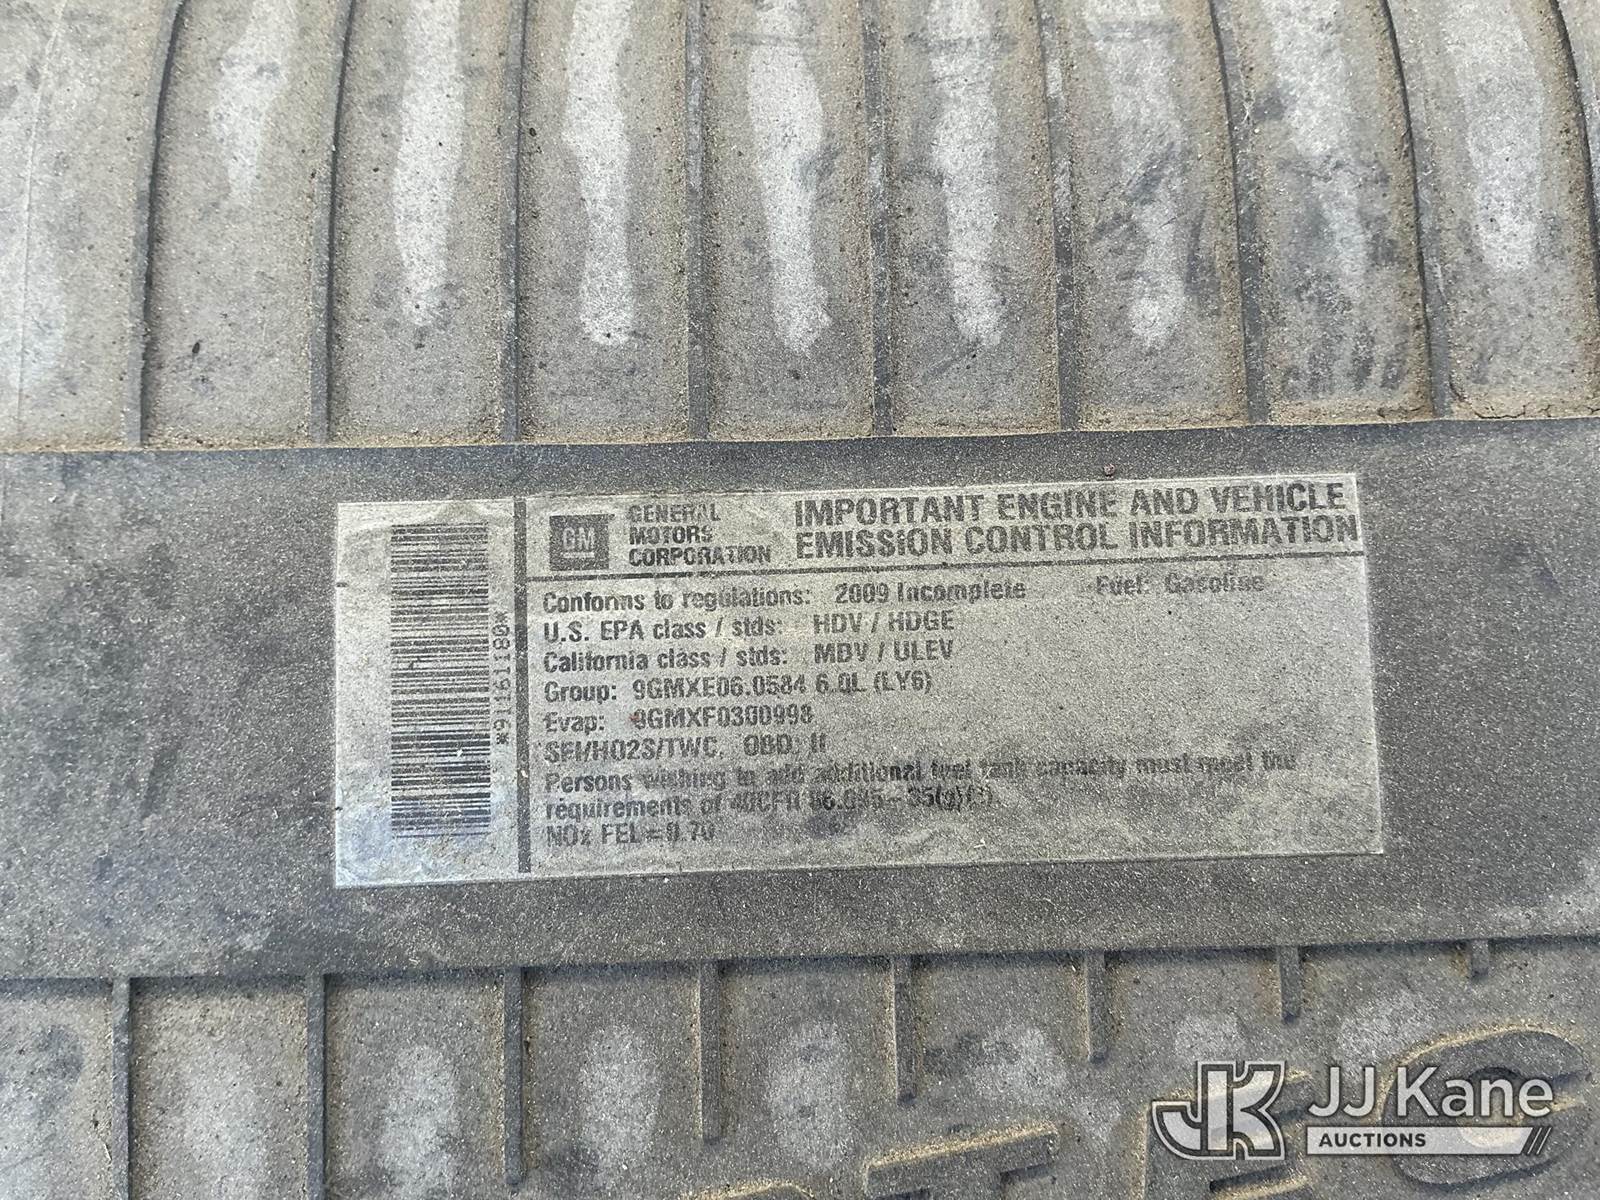 *91161180*
GM
GENERAL
MOTORS
CORPORATION
IMPORTANT ENGINE AND VEHICLE
EMISSION CONTROL INFORMATION
Conforms to regulations: 2009 Incomplete Fuel: Gasoline
U.S. EPA class / stds: HDV / HDGE
California class / stds: MDV / ULEV
Group: 9GMXE06.0584 6.0L (LY6)
Evap: 9GMXF0300998
SFI/HO2S/TWC, OBD: II
Persons wishing to add additional fuel tank capacity must meet the
requirements of 40CFR 86.095-35(g)(1).
NOx FEL = 0.70
JK
JJ Kane
AUCTIONS